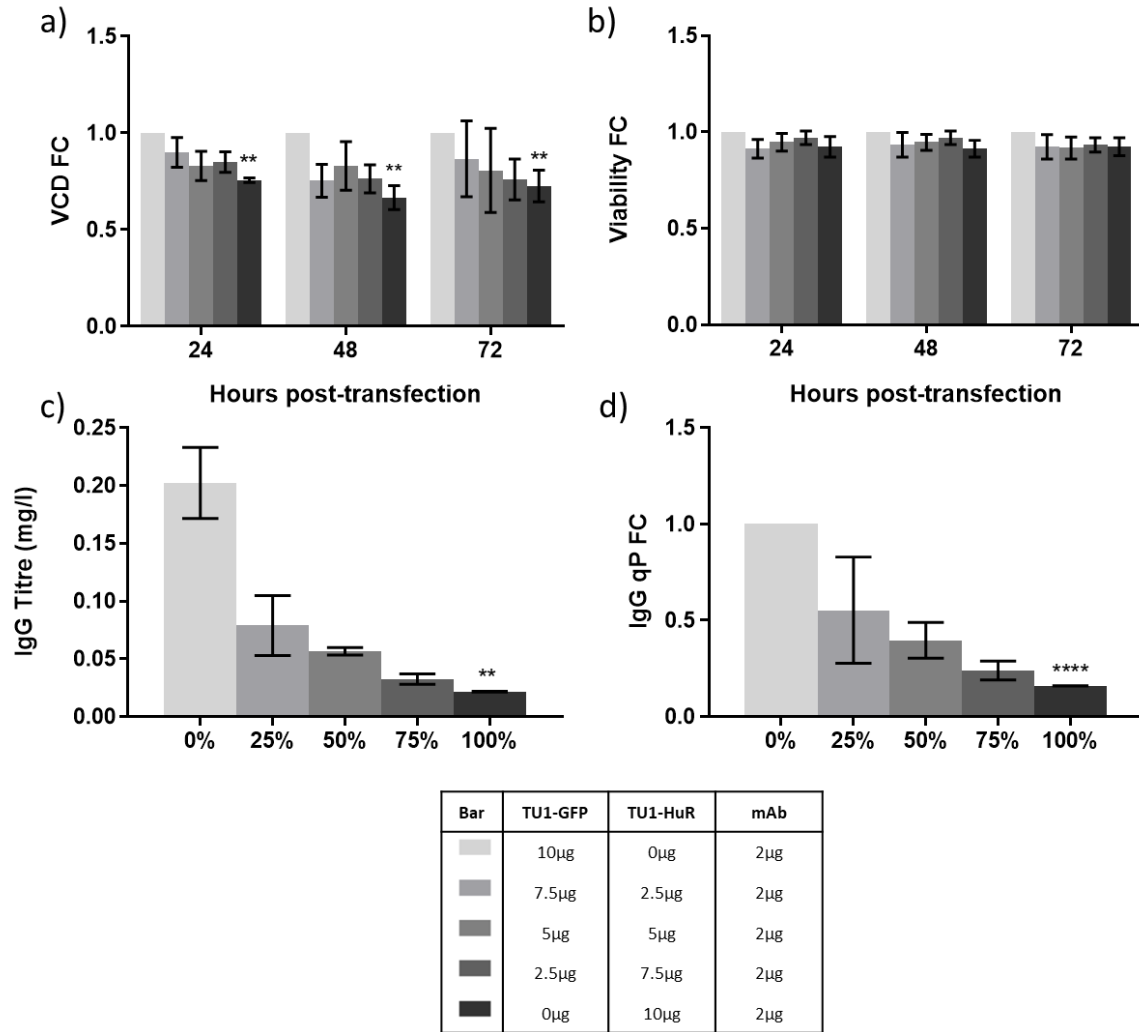 a)
VCD FC
1.5
1.0
0.5
0.0
**
**
**
24 48 72
Hours post-transfection
b)
Viability FC
1.5
1.0
0.5
0.0
24 48 72
Hours post-transfection
c)
IgG Titre (mg/l)
0.25
0.20
0.15
0.10
0.05
0.00
**
0% 25% 50% 75% 100%
d)
IgG qP FC
1.5
1.0
0.5
0.0
****
0% 25% 50% 75% 100%
Bar TU1-GFP TU1-HuR mAb
10µg 0µg 2µg
7.5µg 2.5µg 2µg
5µg 5µg 2µg
2.5µg 7.5µg 2µg
0µg 10µg 2µg